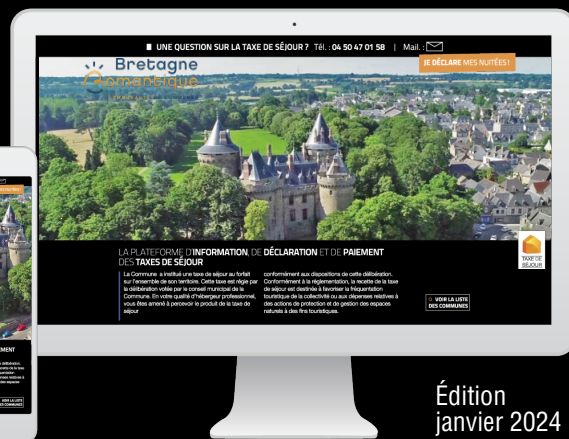 UNE QUESTION SUR LA TAXE DE SÉJOUR ? Tél. : 04 50 47 01 58 | Mail. :
JE DÉCLARE MES NUITÉES !
Bretagne
Romantique
LA PLATEFORME D'INFORMATION, DE DÉCLARATION ET DE PAIEMENT
DES TAXES DE SÉJOUR
La Commune a institué une taxe de séjour au forfait
sur l'ensemble de son territoire. Cette taxe est régie par
la délibération votée par le conseil municipal de la
Commune. En votre qualité d'hébergeur professionnel,
vous êtes amené à percevoir le produit de la taxe de
séjour
conformément aux dispositions de cette délibération.
Conformément à la réglementation, la recette de la taxe
de séjour est destinée à favoriser la fréquentation
touristique de la collectivité ou aux dépenses relatives à
des actions de protection et de gestion des espaces
naturels à des fins touristiques.
VOIR LA LISTE
DES COMMUNES
TAXE DE
SÉJOUR
VOIR LA LISTE
DES COMMUNES
Édition
janvier 2024